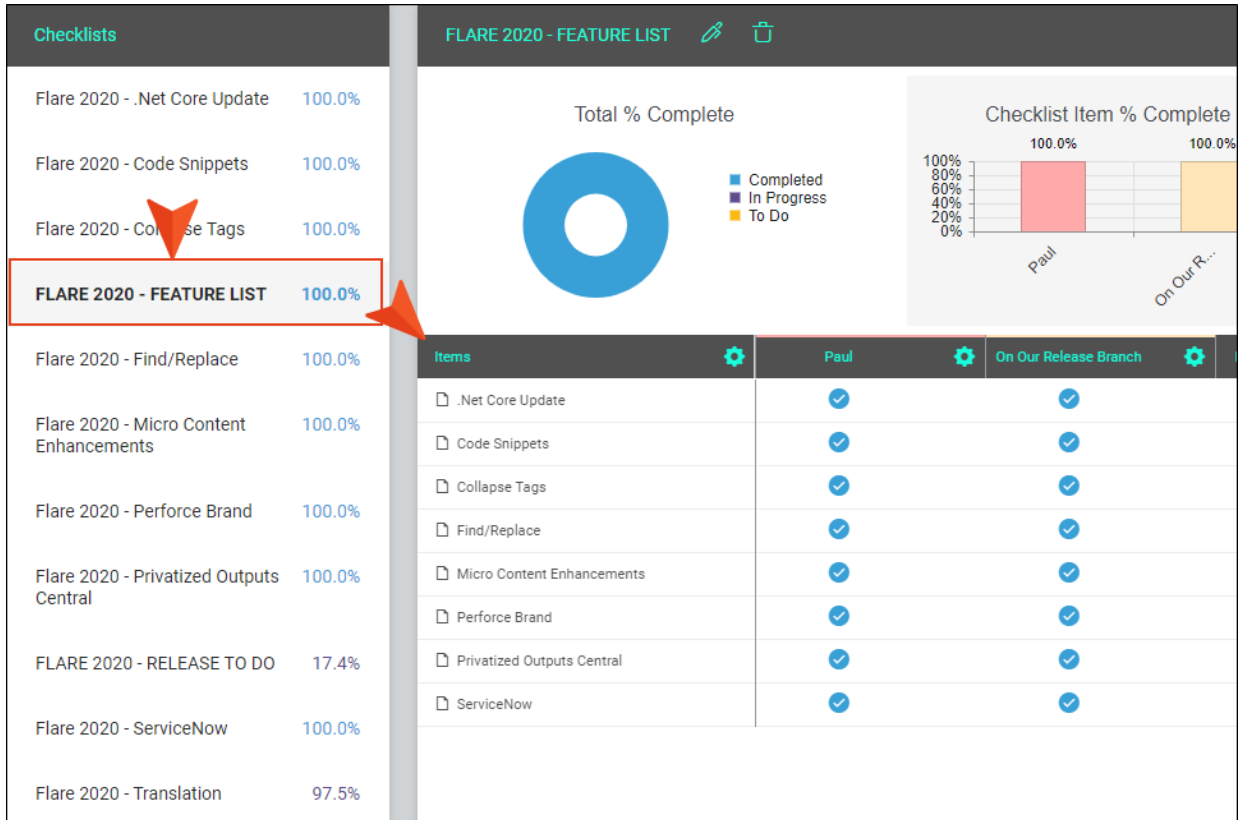 Checklists
Flare 2020 - .Net Core Update 100.0%
Flare 2020 - Code Snippets 100.0%
Flare 2020 - Collapse Tags 100.0%
FLARE 2020 - FEATURE LIST 100.0%
Flare 2020 - Find/Replace 100.0%
Flare 2020 - Micro Content 100.0%
Enhancements
Flare 2020 - Perforce Brand 100.0%
Flare 2020 - Privatized Outputs 100.0%
Central
FLARE 2020 - RELEASE TO DO 17.4%
Flare 2020 - ServiceNow 100.0%
Flare 2020 - Translation 97.5%
FLARE 2020 - FEATURE LIST
Total % Complete
Completed
In Progress
To Do
Checklist Item % Complete
100.0% 100.0%
100%
80%
60%
40%
20%
0%
Paul
On Our R...
Items Paul On Our Release Branch
.Net Core Update
Code Snippets
Collapse Tags
Find/Replace
Micro Content Enhancements
Perforce Brand
Privatized Outputs Central
ServiceNow